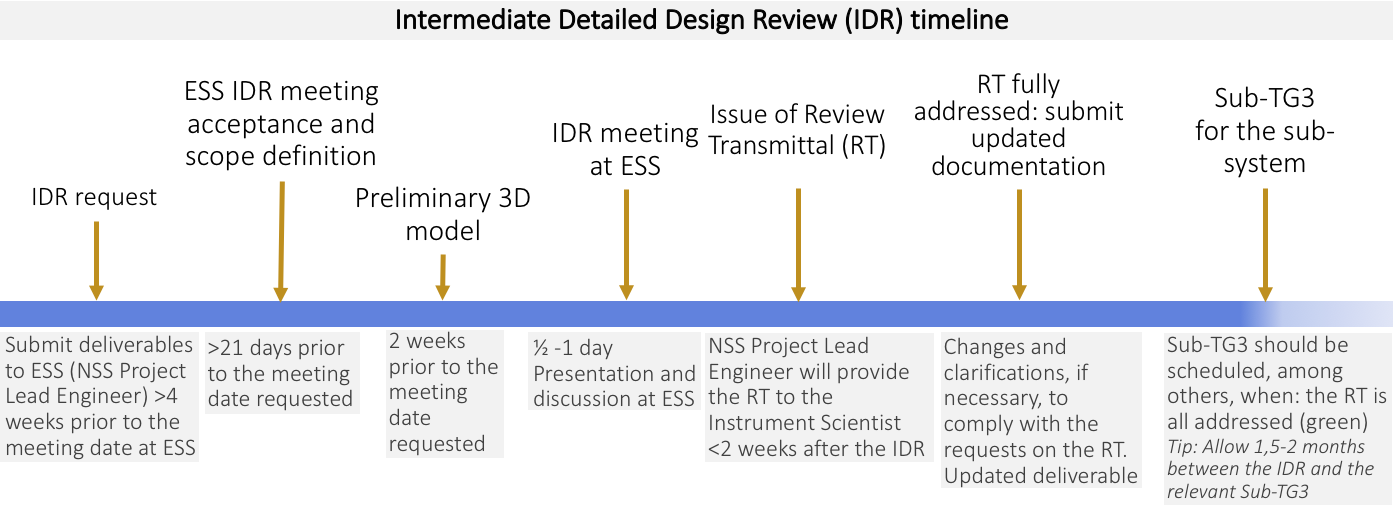 Intermediate Detailed Design Review (IDR) timeline
IDR request
ESS IDR meeting
acceptance and
scope definition
Preliminary 3D
model
IDR meeting
at ESS
Issue of Review
Transmittal (RT)
RT fully
addressed: submit
updated
documentation
Sub-TG3
for the sub-
system
Submit deliverables
to ESS (NSS Project
Lead Engineer) >4
weeks prior to the
meeting date at ESS
>21 days prior
to the meeting
date requested
2 weeks
prior to the
meeting
date
requested
½ -1 day
Presentation and
discussion at ESS
NSS Project Lead
Engineer will provide
the RT to the
Instrument Scientist
<2 weeks after the IDR
Changes and
clarifications, if
necessary, to
comply with the
requests on the RT.
Updated deliverable
Sub-TG3 should be
scheduled, among
others, when: the RT is
all addressed (green)
Tip: Allow 1,5-2 months
between the IDR and the
relevant Sub-TG3